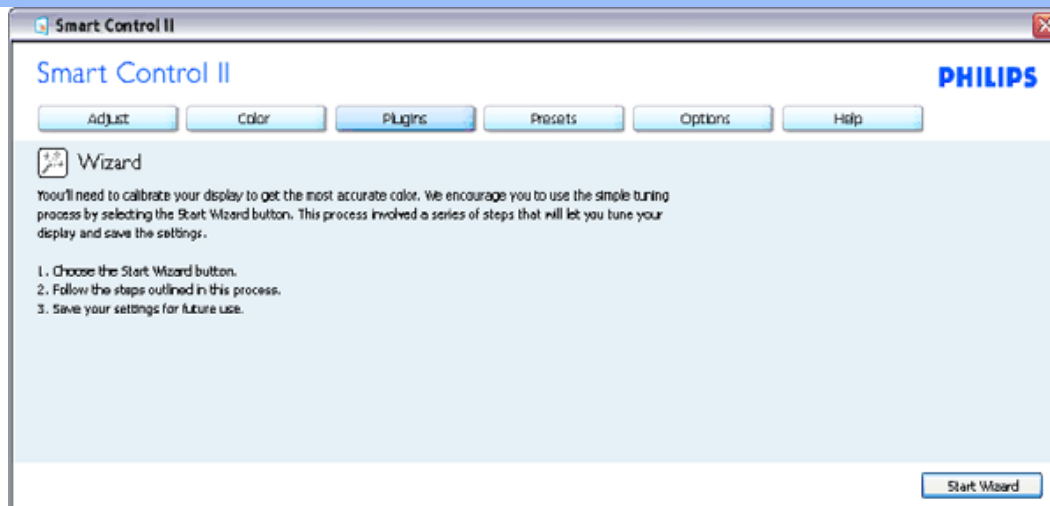 Smart Control II
Smart Control II
PHILIPS
Adjust
Color
Plugins
Presets
Options
Help
Wizard
Yoou'll need to calibrate your display to get the most accurate color. We encourage you to use the simple tuning
process by selecting the Start Wizard button. This process involved a series of steps that will let you tune your
display and save the settings.
1. Choose the Start Wizard button.
2. Follow the steps outlined in this process.
3. Save your settings for future use.
Start Wizard